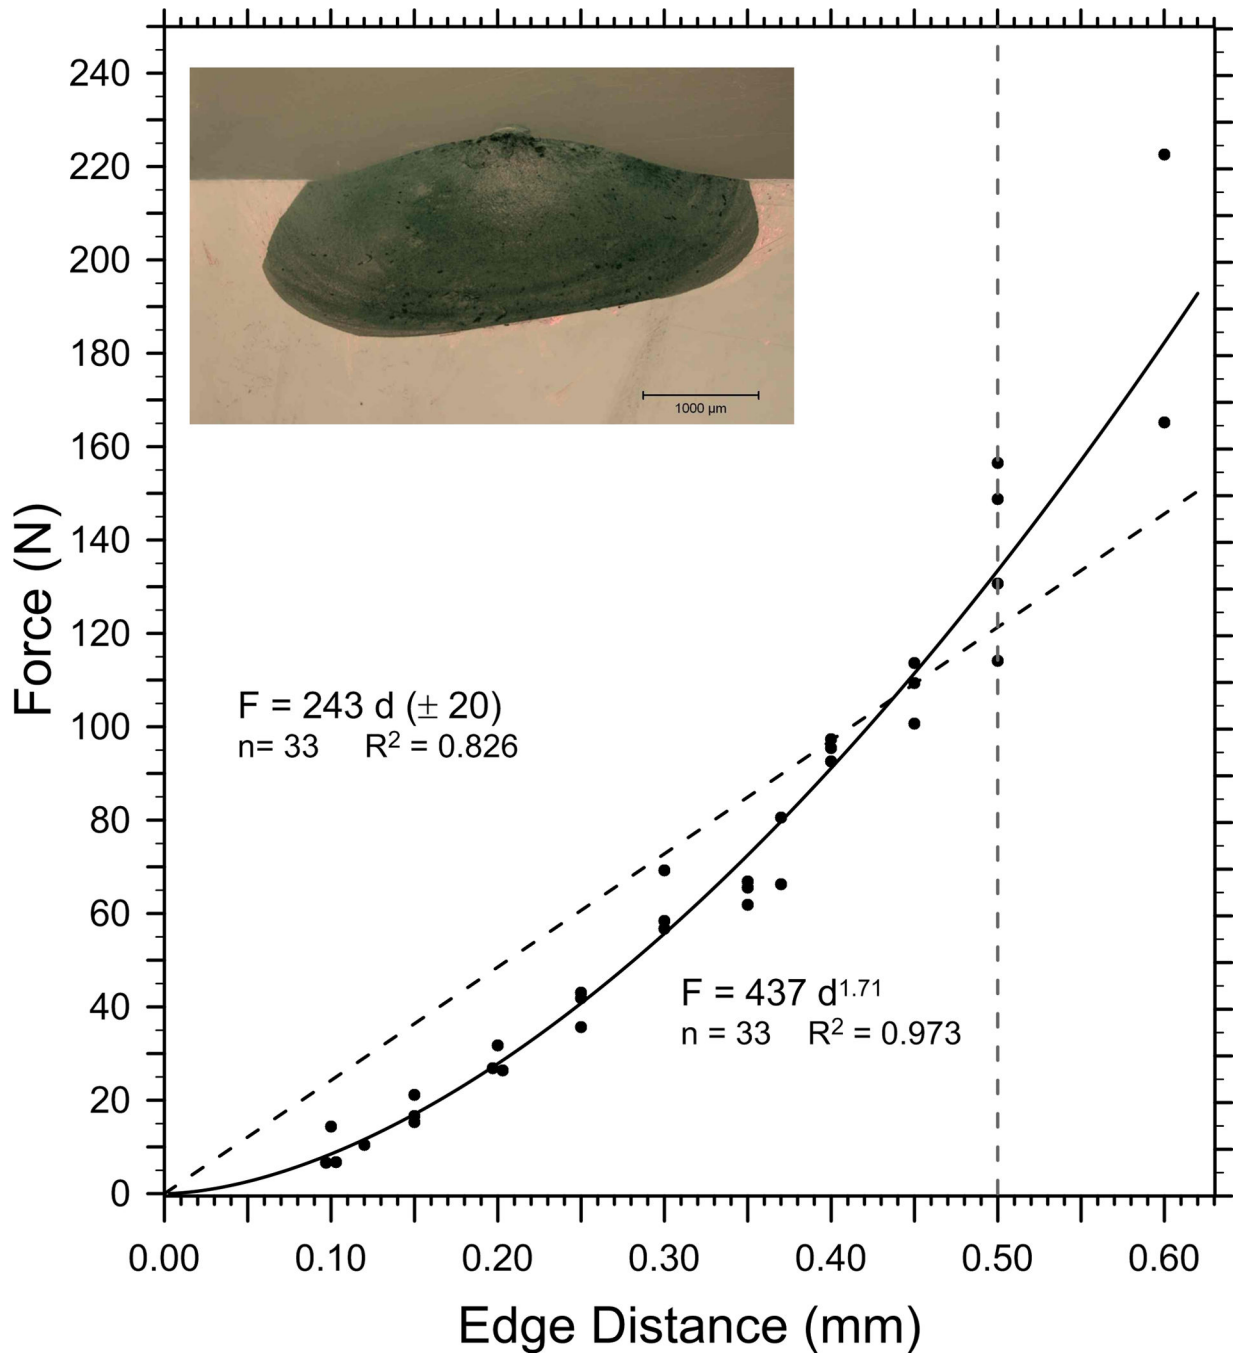 240
220
200
180
160
140
120
100
80
60
40
20
0
Force (N)
1000 µm
F = 243 d (± 20)
n= 33 R² = 0.826
F = 437 d¹·⁷¹
n = 33 R² = 0.973
0.00 0.10 0.20 0.30 0.40 0.50 0.60
Edge Distance (mm)